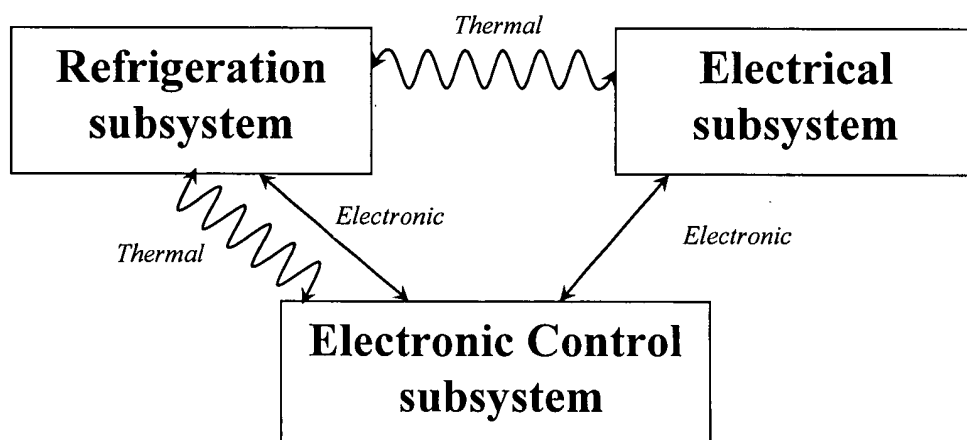 Thermal
Refrigeration
subsystem
Electrical
subsystem
Electronic
Electronic
Thermal
Electronic Control
subsystem